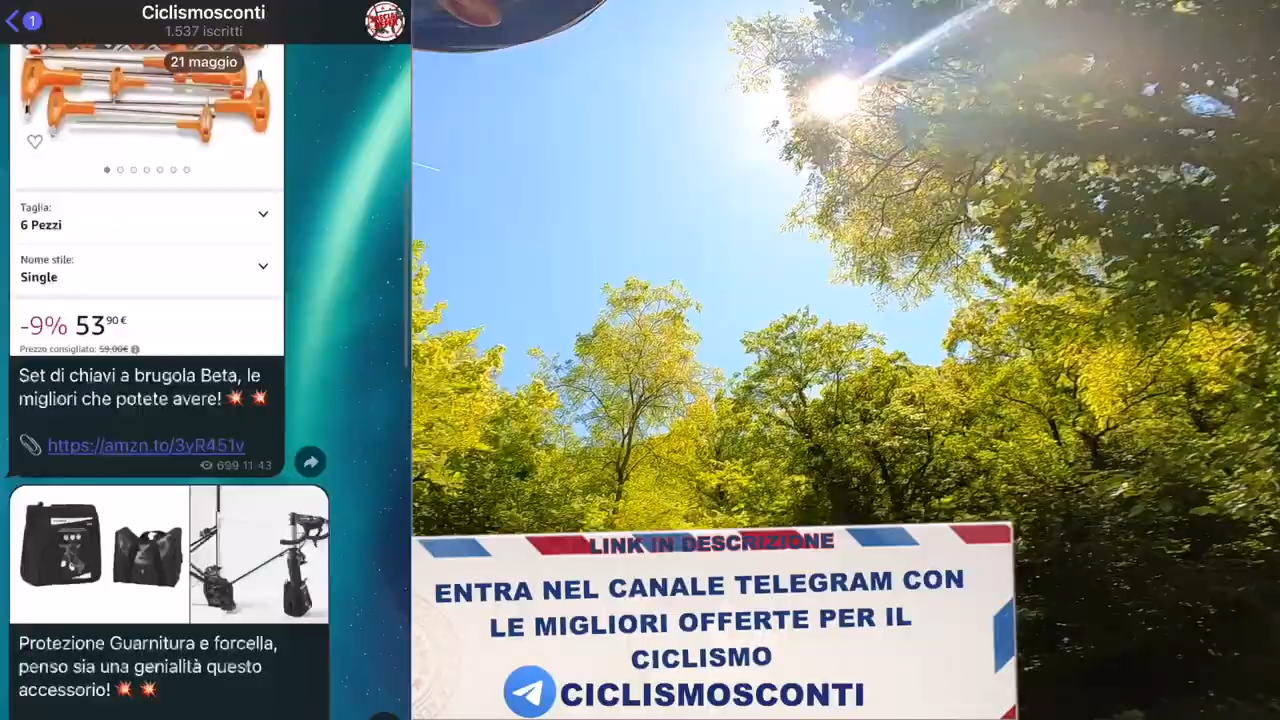 1
Ciclismosconti
1.537 iscritti
21 maggio
Taglia:
6 Pezzi
Nome stile:
Single
-9% 53⁹⁰ €
Prezzo consigliato: 59,00€
Set di chiavi a brugola Beta, le
migliori che potete avere! 💥 💥
https://amzn.to/3yR451v
699 11:43
Protezione Guarnitura e forcella,
penso sia una genialità questo
accessorio! 💥 💥
LINK IN DESCRIZIONE
ENTRA NEL CANALE TELEGRAM CON
LE MIGLIORI OFFERTE PER IL
CICLISMO
CICLISMOSCONTI